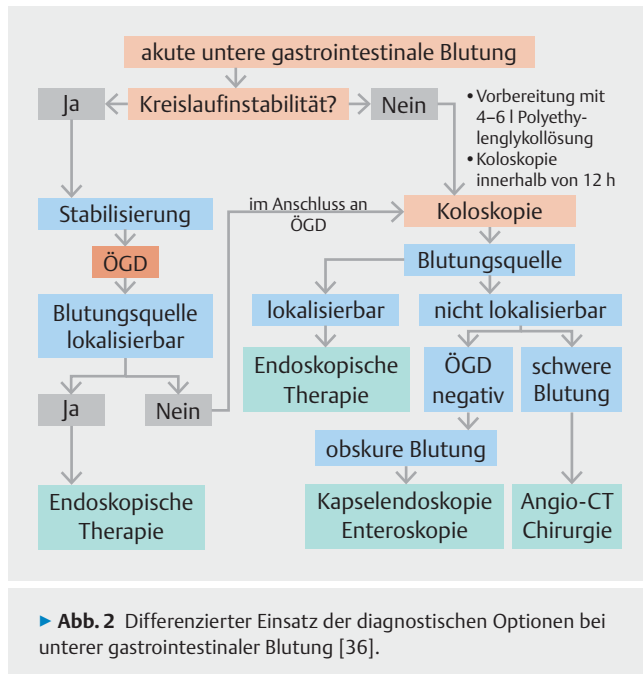 akute untere gastrointestinale Blutung
Ja
Kreislaufinstabilität?
Nein
• Vorbereitung mit
4–6 l Polyethy-
lenglykollösung
• Koloskopie
innerhalb von 12 h
Stabilisierung
im Anschluss an
ÖGD
Koloskopie
ÖGD
Blutungsquelle
Blutungsquelle
lokalisierbar
lokalisierbar
nicht lokalisierbar
Endoskopische
Therapie
ÖGD
negativ
schwere
Blutung
Ja
Nein
obskure Blutung
Endoskopische
Therapie
Kapselendoskopie
Enteroskopie
Angio-CT
Chirurgie
▶ Abb. 2 Differenzierter Einsatz der diagnostischen Optionen bei
unterer gastrointestinaler Blutung [36].